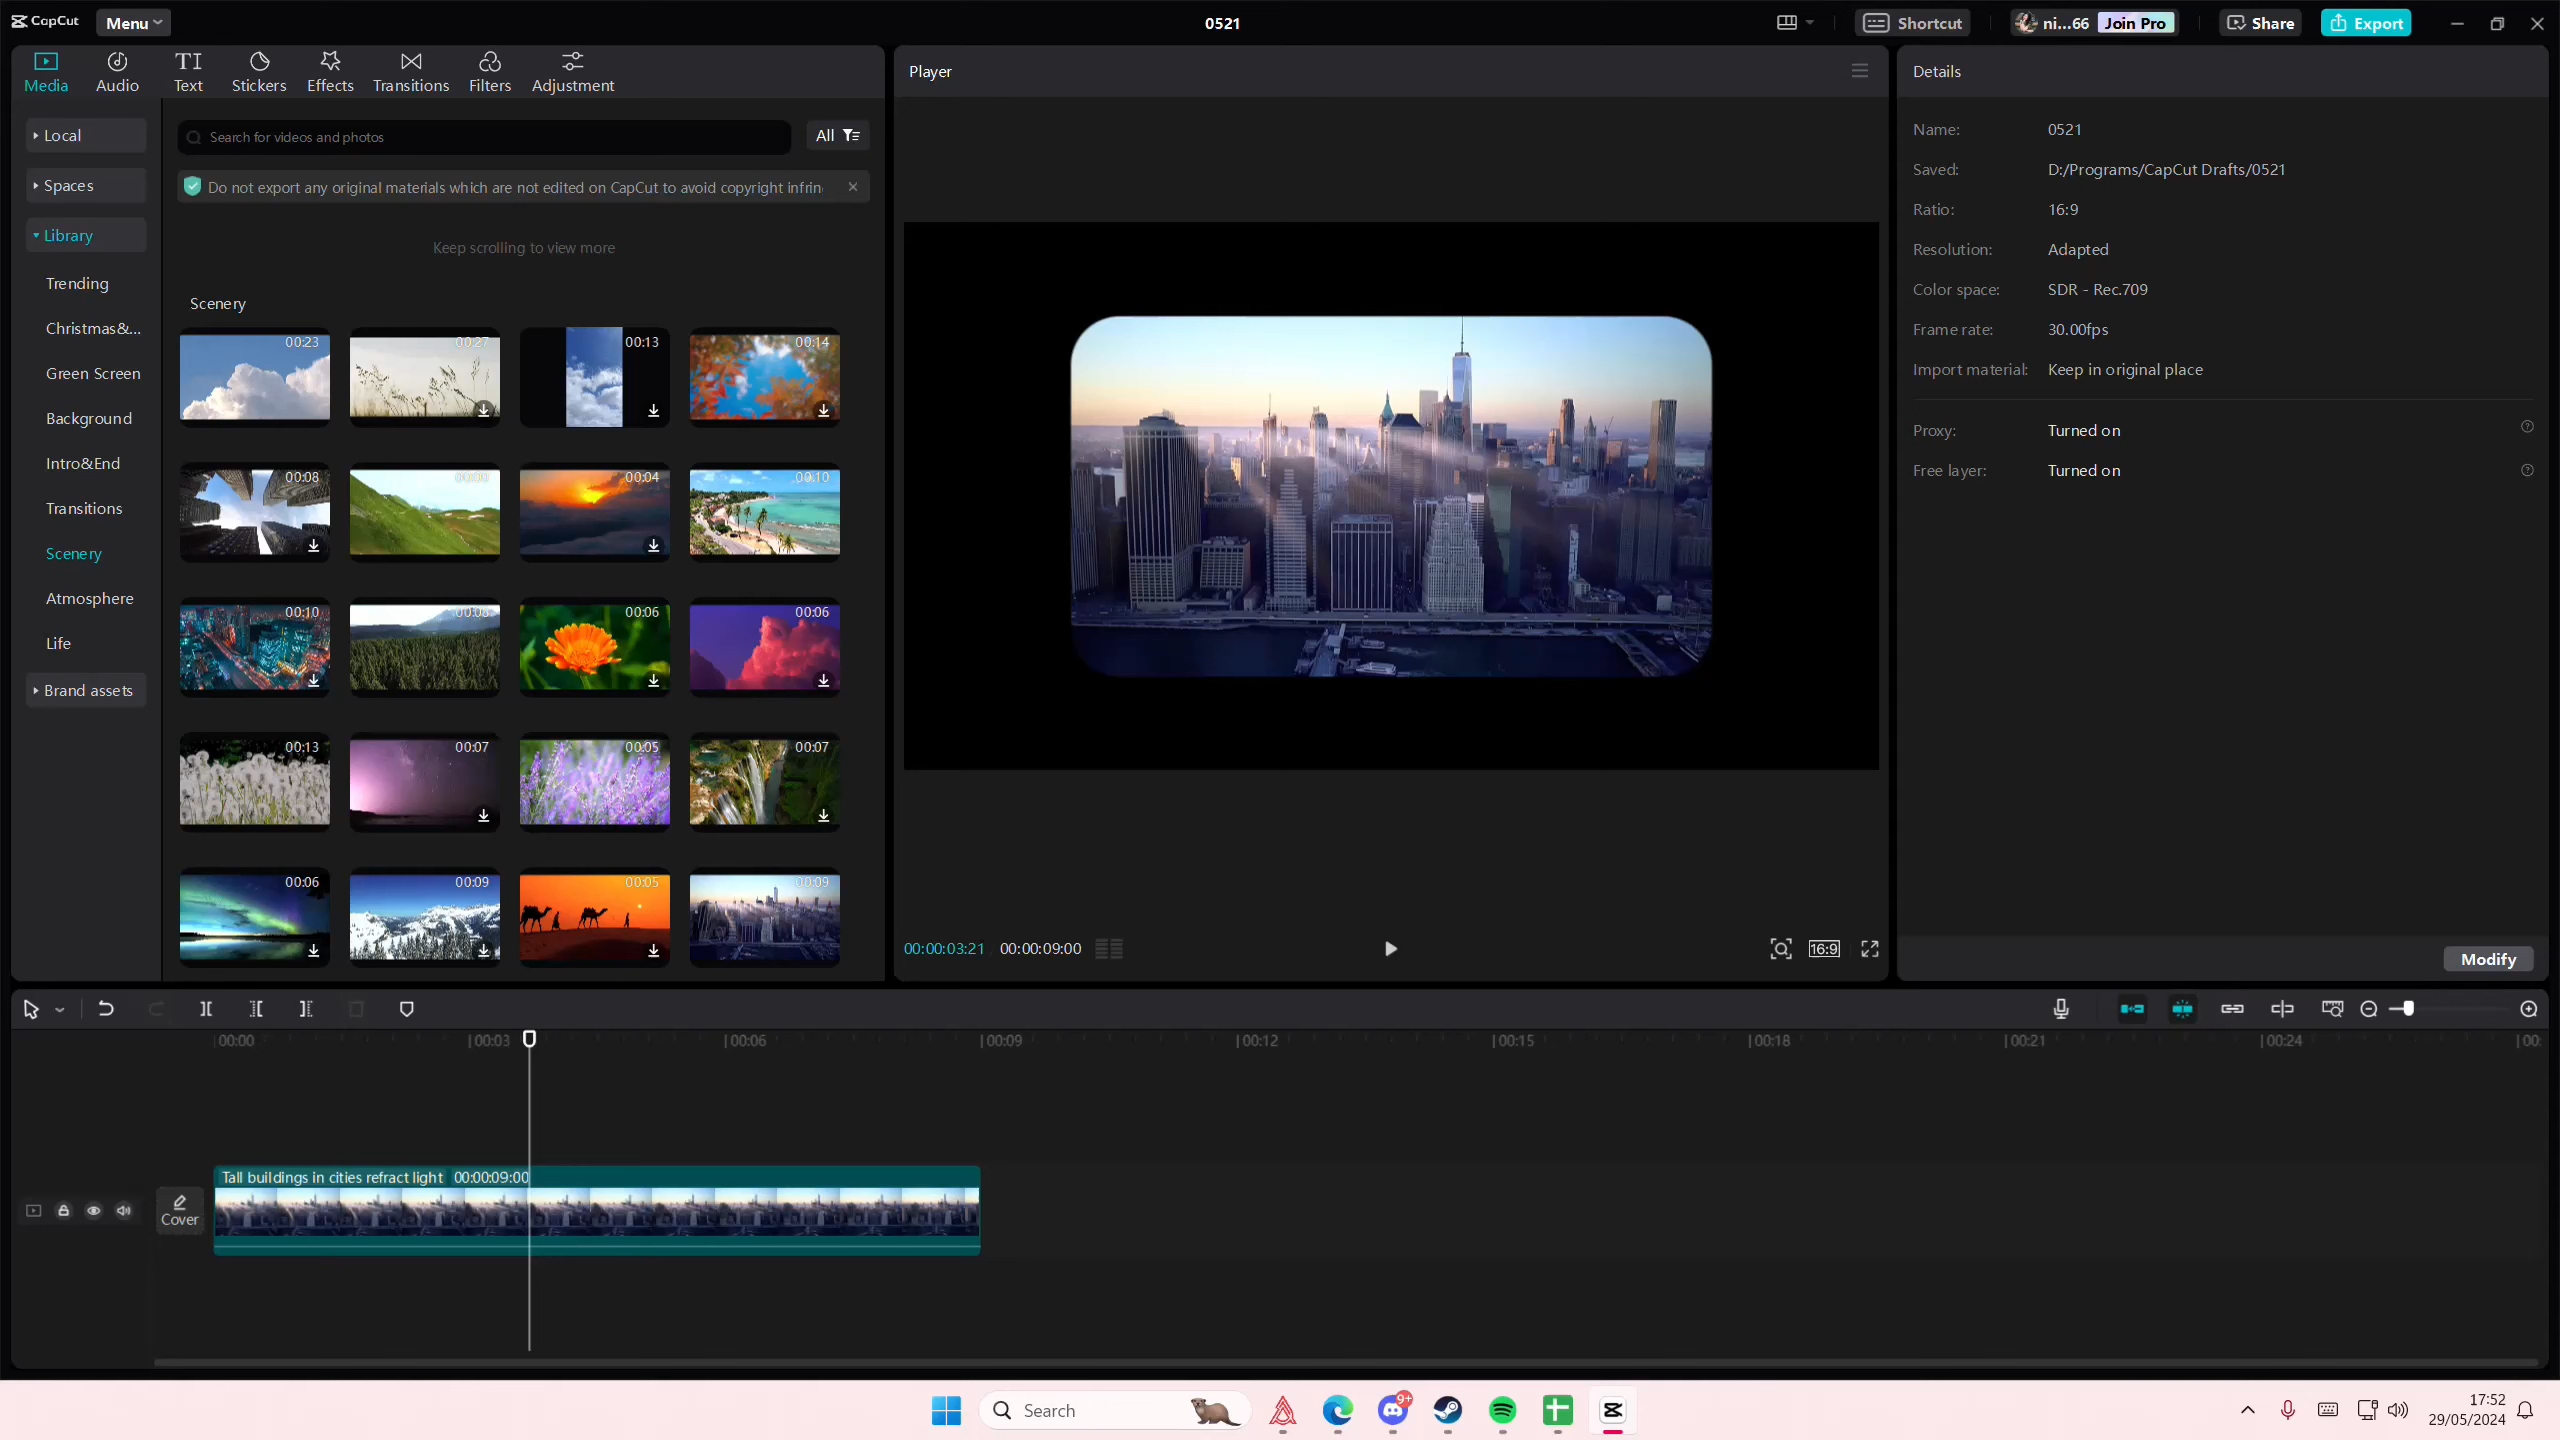 CapCut
Menu
0521
Shortcut
ni...66
Join Pro
Share
Export
Media
Audio
Text
Stickers
Effects
Transitions
Filters
Adjustment
Local
Spaces
Library
Trending
Christmas&...
Green Screen
Background
Intro&End
Transitions
Scenery
Atmosphere
Life
Brand assets
Search for videos and photos
All
Do not export any original materials which are not edited on CapCut to avoid copyright infrin
Keep scrolling to view more
Scenery
00:23
00:27
00:13
00:14
00:08
00:04
00:10
00:10
00:06
00:06
00:13
00:07
00:05
00:07
00:06
00:09
00:05
00:09
Player
00:00:03:21
00:00:09:00
16:9
Details
Name: 0521
Saved: D:/Programs/CapCut Drafts/0521
Ratio: 16:9
Resolution: Adapted
Color space: SDR - Rec.709
Frame rate: 30.00fps
Import material: Keep in original place
Proxy: Turned on
Free layer: Turned on
Modify
00:00
00:03
00:06
00:09
00:12
00:15
00:18
00:21
00:24
00:
Tall buildings in cities refract light 00:00:09:00
Cover
Search
9+
17:52
29/05/2024